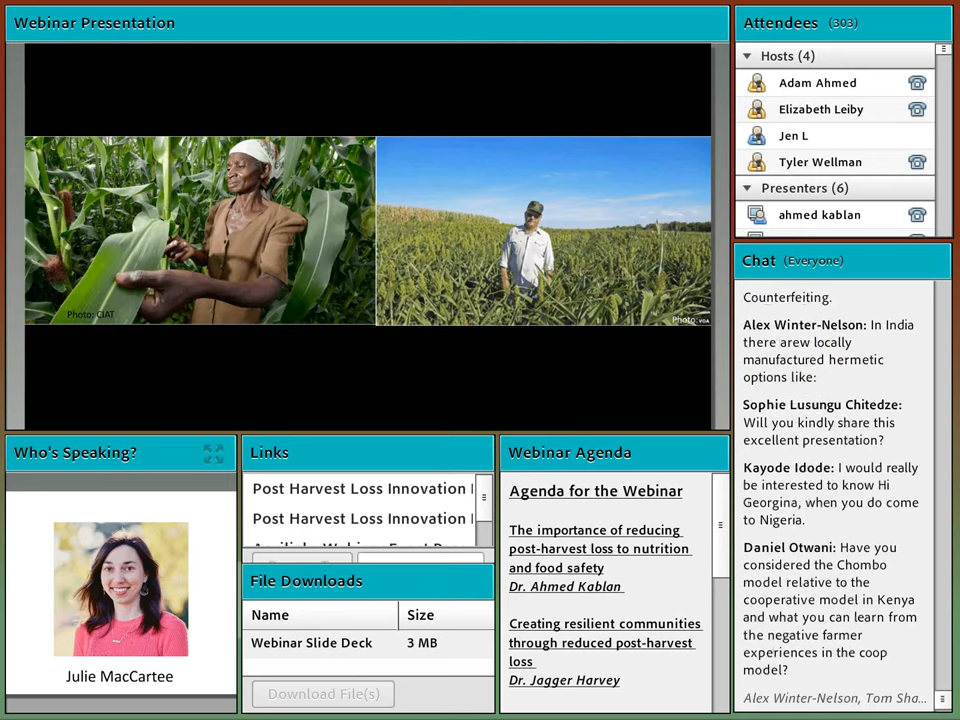 Webinar Presentation
Photo: CIAT
Photo: VOA
Who's Speaking?
Julie MacCartee
Links
Post Harvest Loss Innovation
Post Harvest Loss Innovation
File Downloads
Name Size
Webinar Slide Deck 3 MB
Download File(s)
Webinar Agenda
Agenda for the Webinar
The importance of reducing
post-harvest loss to nutrition
and food safety
Dr. Ahmed Kablan
Creating resilient communities
through reduced post-harvest
loss
Dr. Jagger Harvey
Attendees (303)
Hosts (4)
Adam Ahmed
Elizabeth Leiby
Jen L
Tyler Wellman
Presenters (6)
ahmed kablan
Chat (Everyone)
Counterfeiting.
Alex Winter-Nelson: In India
there arew locally
manufactured hermetic
options like:
Sophie Lusungu Chitedze:
Will you kindly share this
excellent presentation?
Kayode Idode: I would really
be interested to know Hi
Georgina, when you do come
to Nigeria.
Daniel Otwani: Have you
considered the Chombo
model relative to the
cooperative model in Kenya
and what you can learn from
the negative farmer
experiences in the coop
model?
Alex Winter-Nelson, Tom Sha...